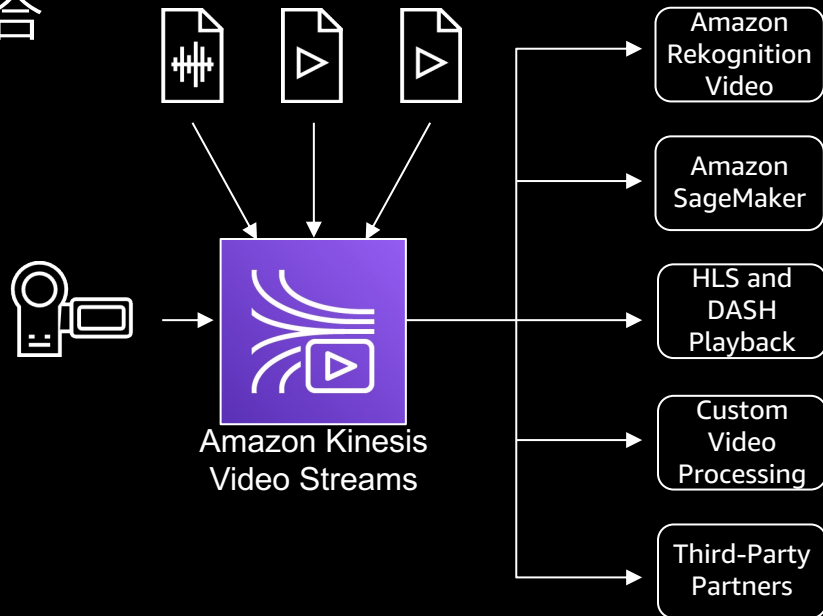 合
Amazon
Rekognition
Video
Amazon
SageMaker
HLS and
DASH
Playback
Amazon Kinesis
Video Streams
Custom
Video
Processing
Third-Party
Partners